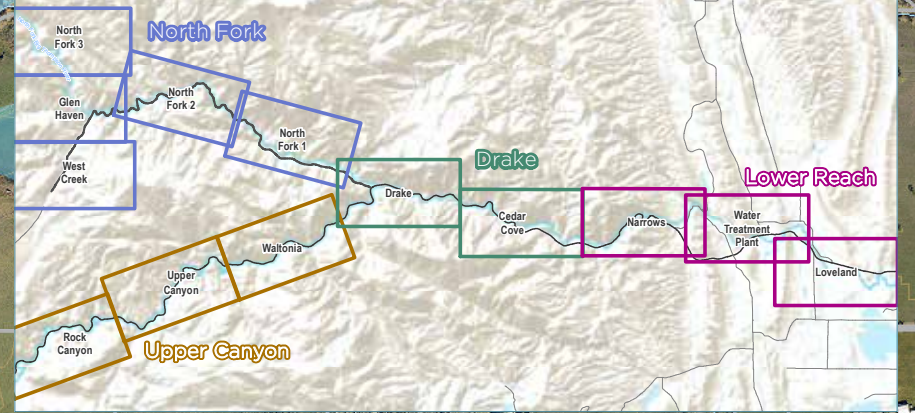 North
Fork 3
North Fork
North
Fork 2
Glen
Haven
North
Fork 1
West
Creek
Drake
Drake
Lower Reach
Cedar
Cove
Narrows
Water
Treatment
Plant
Waltonia
Loveland
Upper
Canyon
Rock
Canyon
Upper Canyon